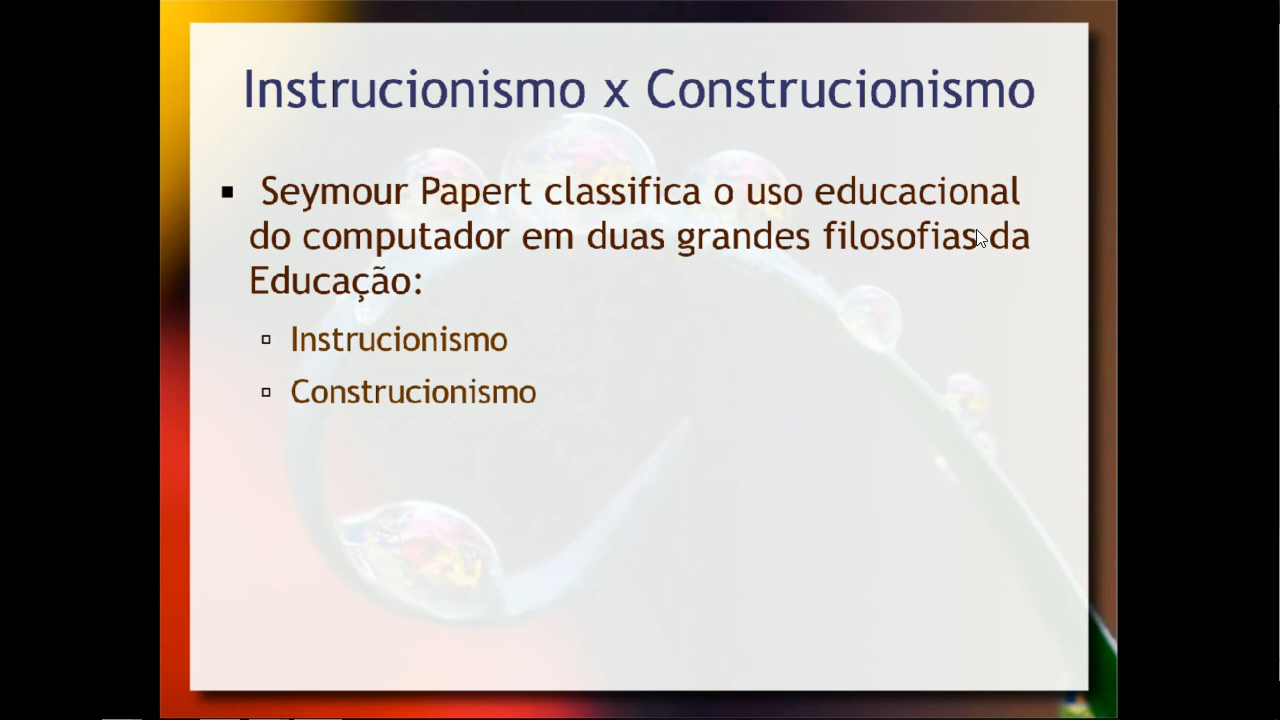 Instrucionismo x Construcionismo
Seymour Papert classifica o uso educacional
do computador em duas grandes filosofias da
Educação:
Instrucionismo
Construcionismo